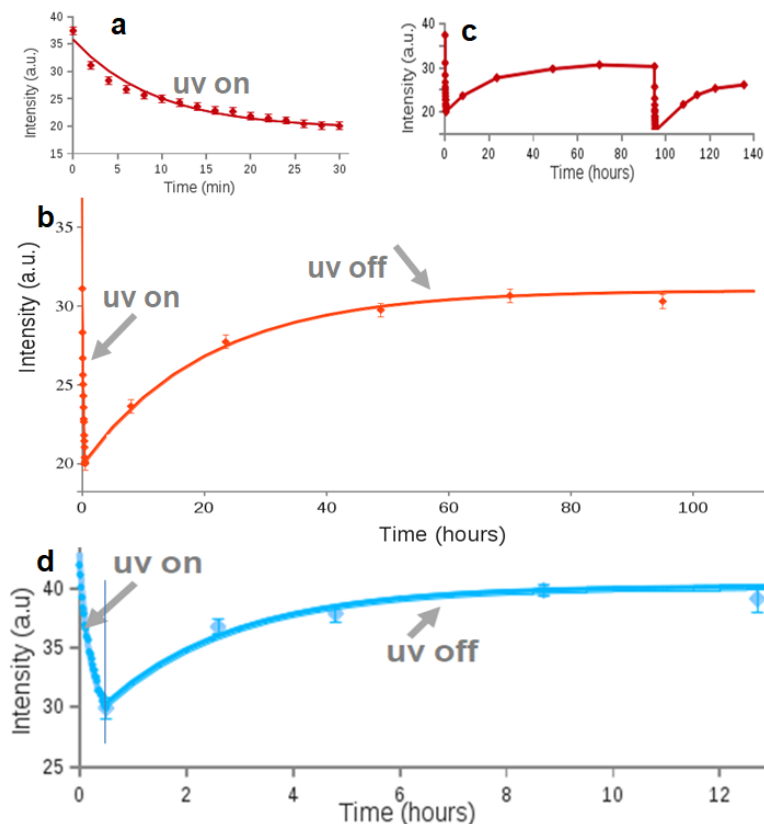 a
uv on
Intensity (a.u.)
40
35
30
25
20
15
0 5 10 15 20 25 30
Time (min)
c
Intensity (a.u.)
40
30
20
0 20 40 60 80 100 120 140
Time (hours)
b
uv on
uv off
Intensity (a.u.)
35
30
25
20
0 20 40 60 80 100
Time (hours)
d
uv on
uv off
Intensity (a.u)
40
35
30
25
0 2 4 6 8 10 12
Time (hours)